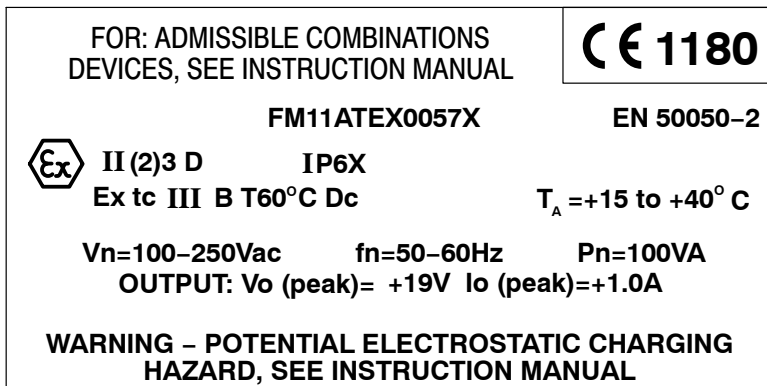 FOR: ADMISSIBLE COMBINATIONS
DEVICES, SEE INSTRUCTION MANUAL
CE 1180
FM11ATEX0057X EN 50050–2
Ex II (2)3 D IP6X
Ex tc III B T60°C Dc TA =+15 to +40° C
Vn=100–250Vac fn=50–60Hz Pn=100VA
OUTPUT: Vo (peak)= +19V Io (peak)=+1.0A
WARNING – POTENTIAL ELECTROSTATIC CHARGING
HAZARD, SEE INSTRUCTION MANUAL